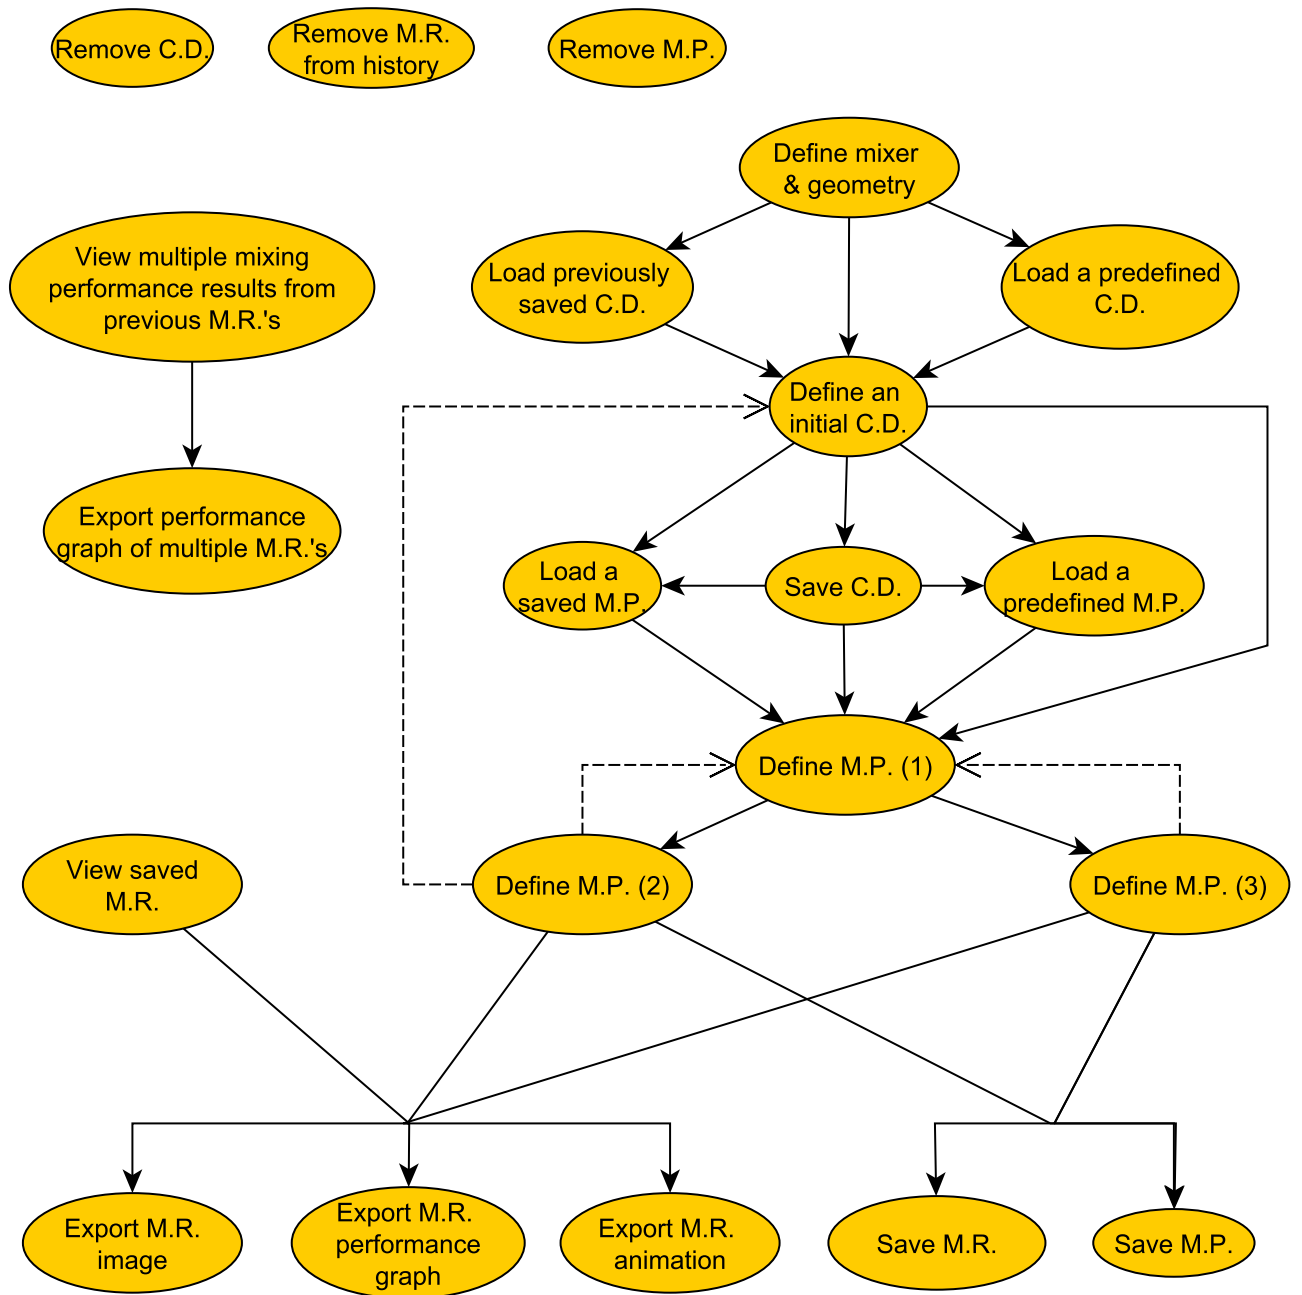 Remove C.D.
Remove M.R.
from history
Remove M.P.
Define mixer
& geometry
View multiple mixing
performance results from
previous M.R.'s
Load previously
saved C.D.
Load a predefined
C.D.
Define an
initial C.D.
Export performance
graph of multiple M.R.'s
Load a
saved M.P.
Save C.D.
Load a
predefined M.P.
Define M.P. (1)
View saved
M.R.
Define M.P. (2)
Define M.P. (3)
Export M.R.
image
Export M.R.
performance
graph
Export M.R.
animation
Save M.R.
Save M.P.